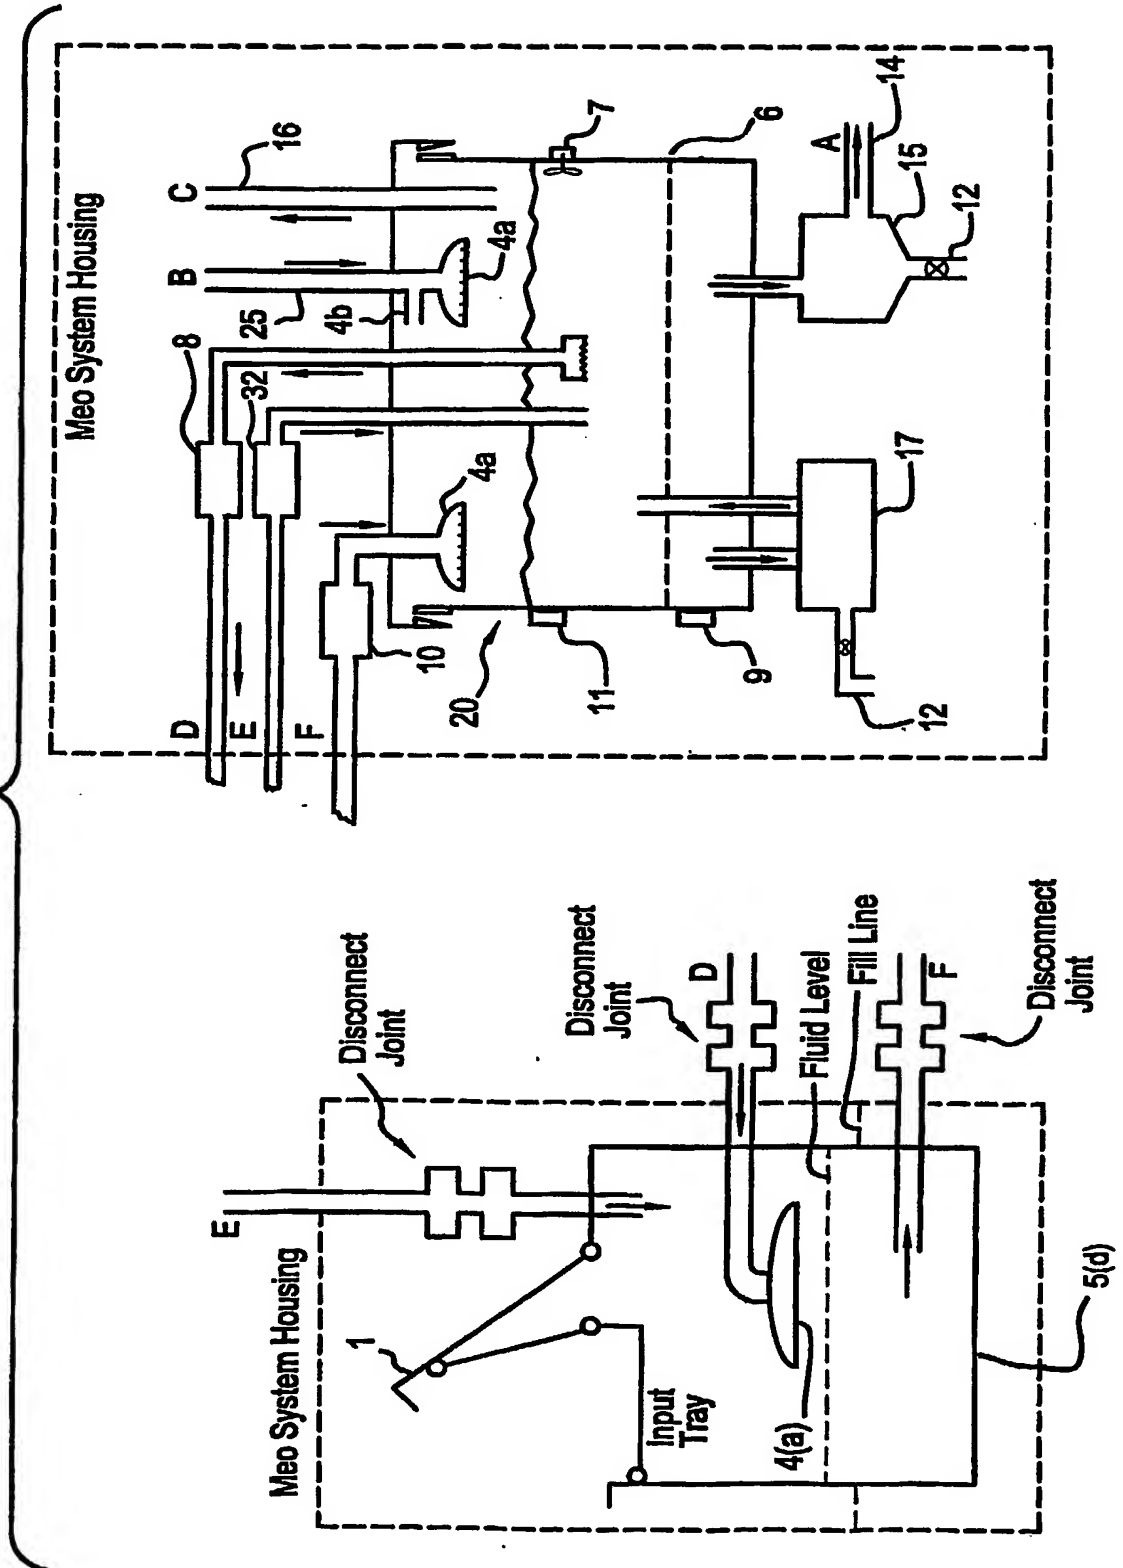 Meo System Housing
8
32
25
B
C
16
4b
4a
4a
7
6
D
E
F
10
20
11
9
12
17
A
14
15
12
Meo System Housing
E
Disconnect
Joint
1
Input
Tray
Disconnect
Joint
D
Fluid Level
Fill Line
4(a)
F
Disconnect
Joint
5(d)